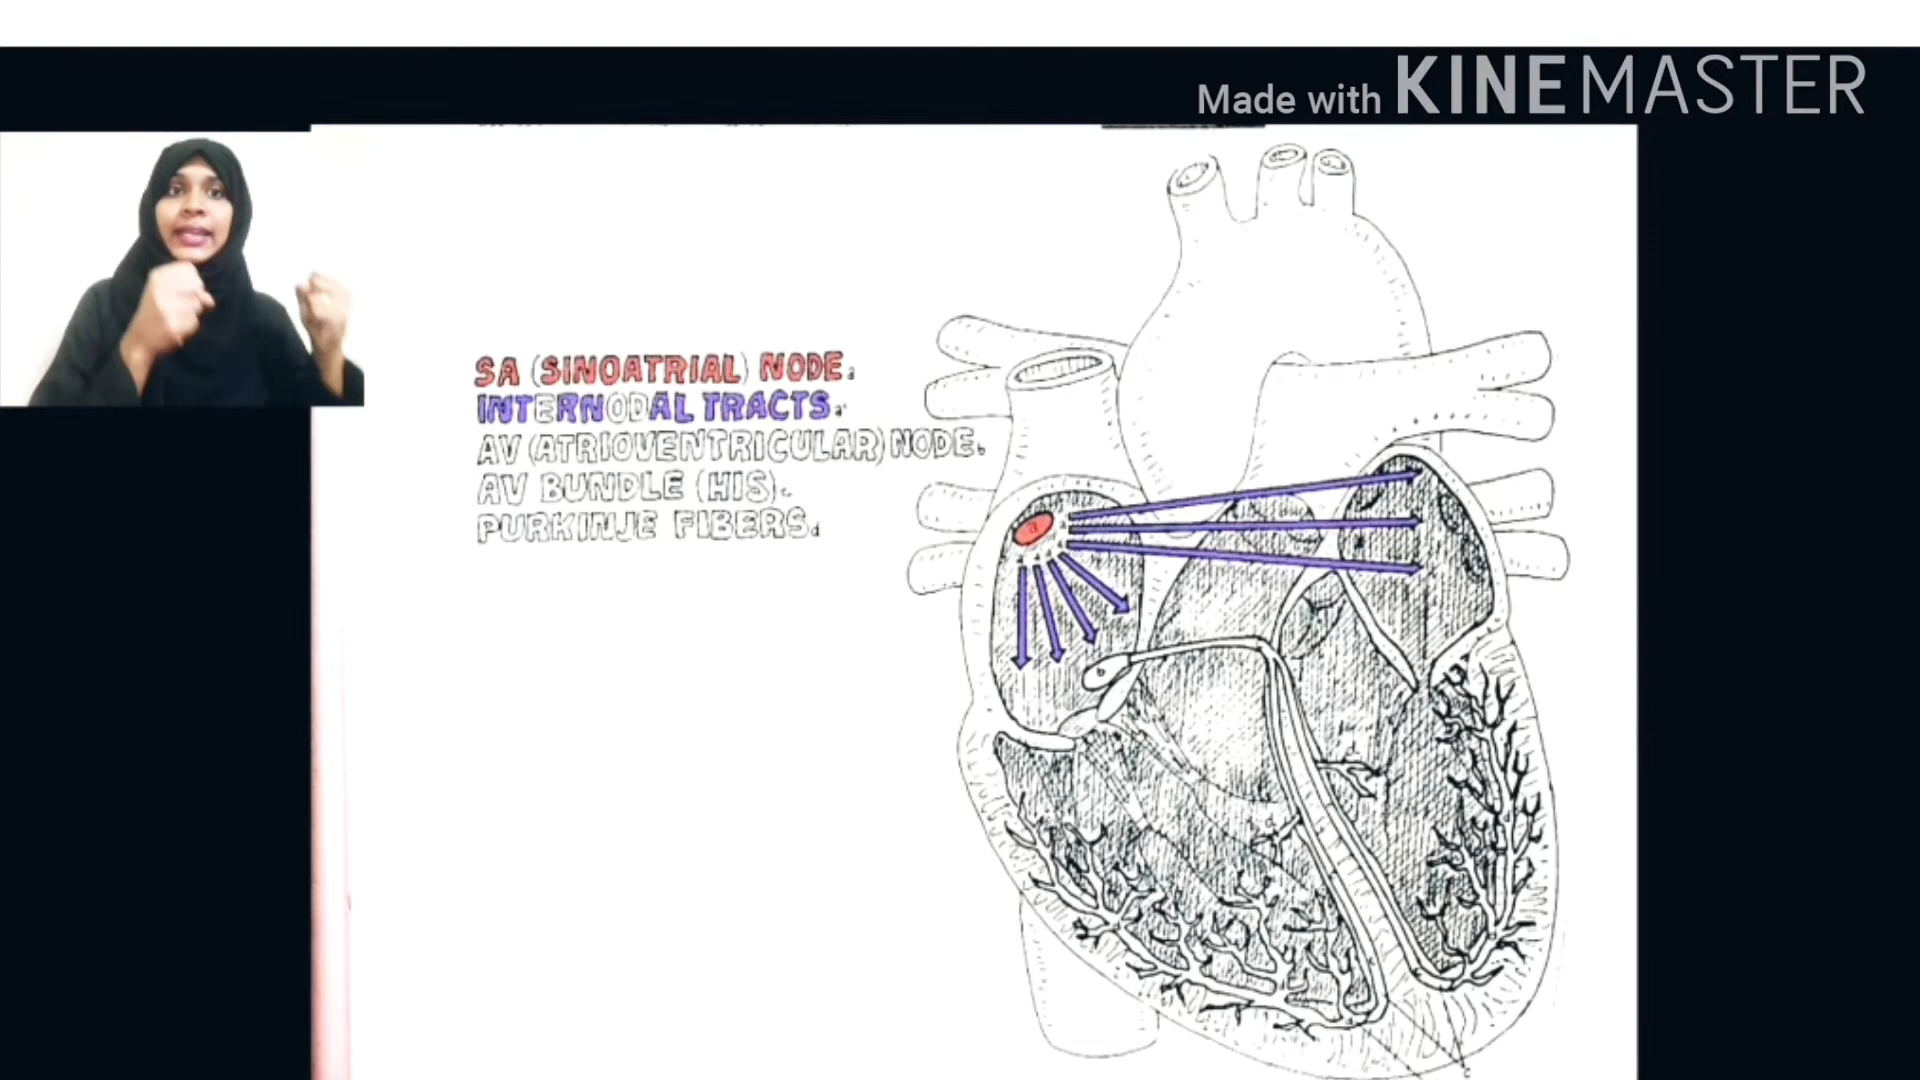 Made with KINEMASTER
SA (SINOATRIAL) NODE.
INTERNODAL TRACTS.
AV (ATRIOVENTRICULAR) NODE.
AV BUNDLE (HIS).
PURKINJE FIBERS.